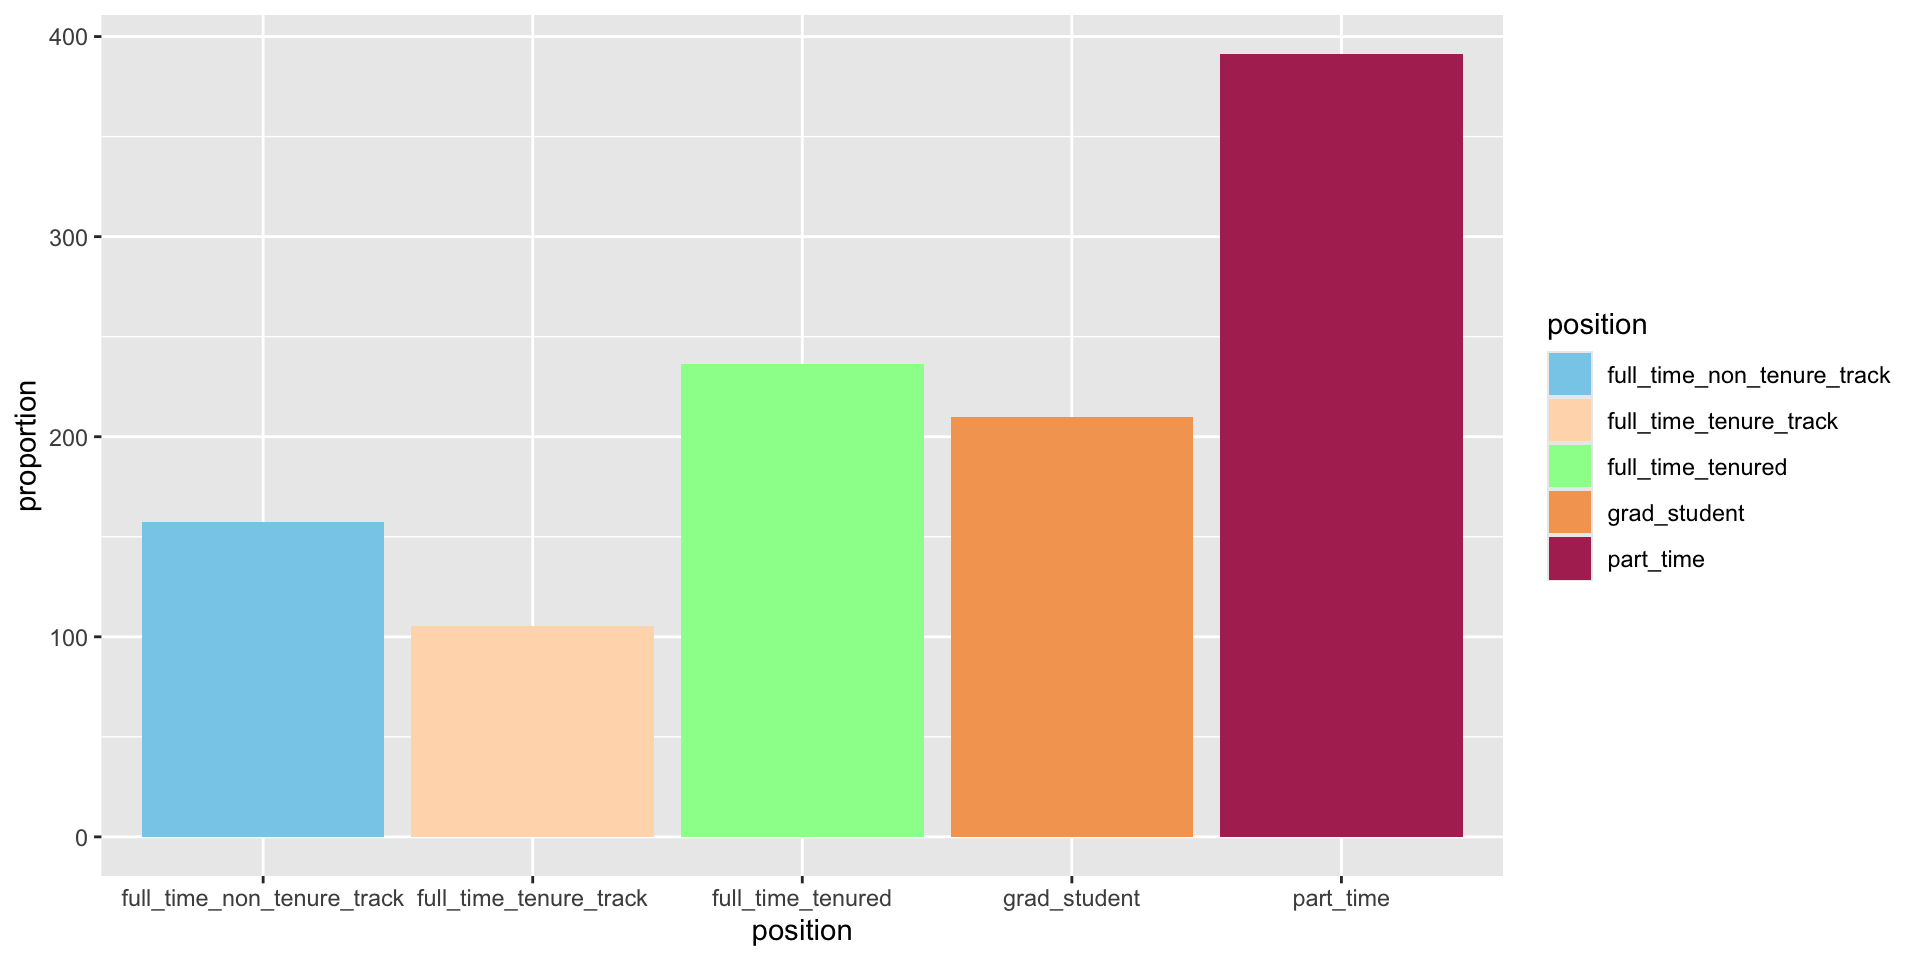 400
300
200
100
0
proportion
full_time_non_tenure_track full_time_tenure_track full_time_tenured grad_student part_time
position
position
full_time_non_tenure_track
full_time_tenure_track
full_time_tenured
grad_student
part_time